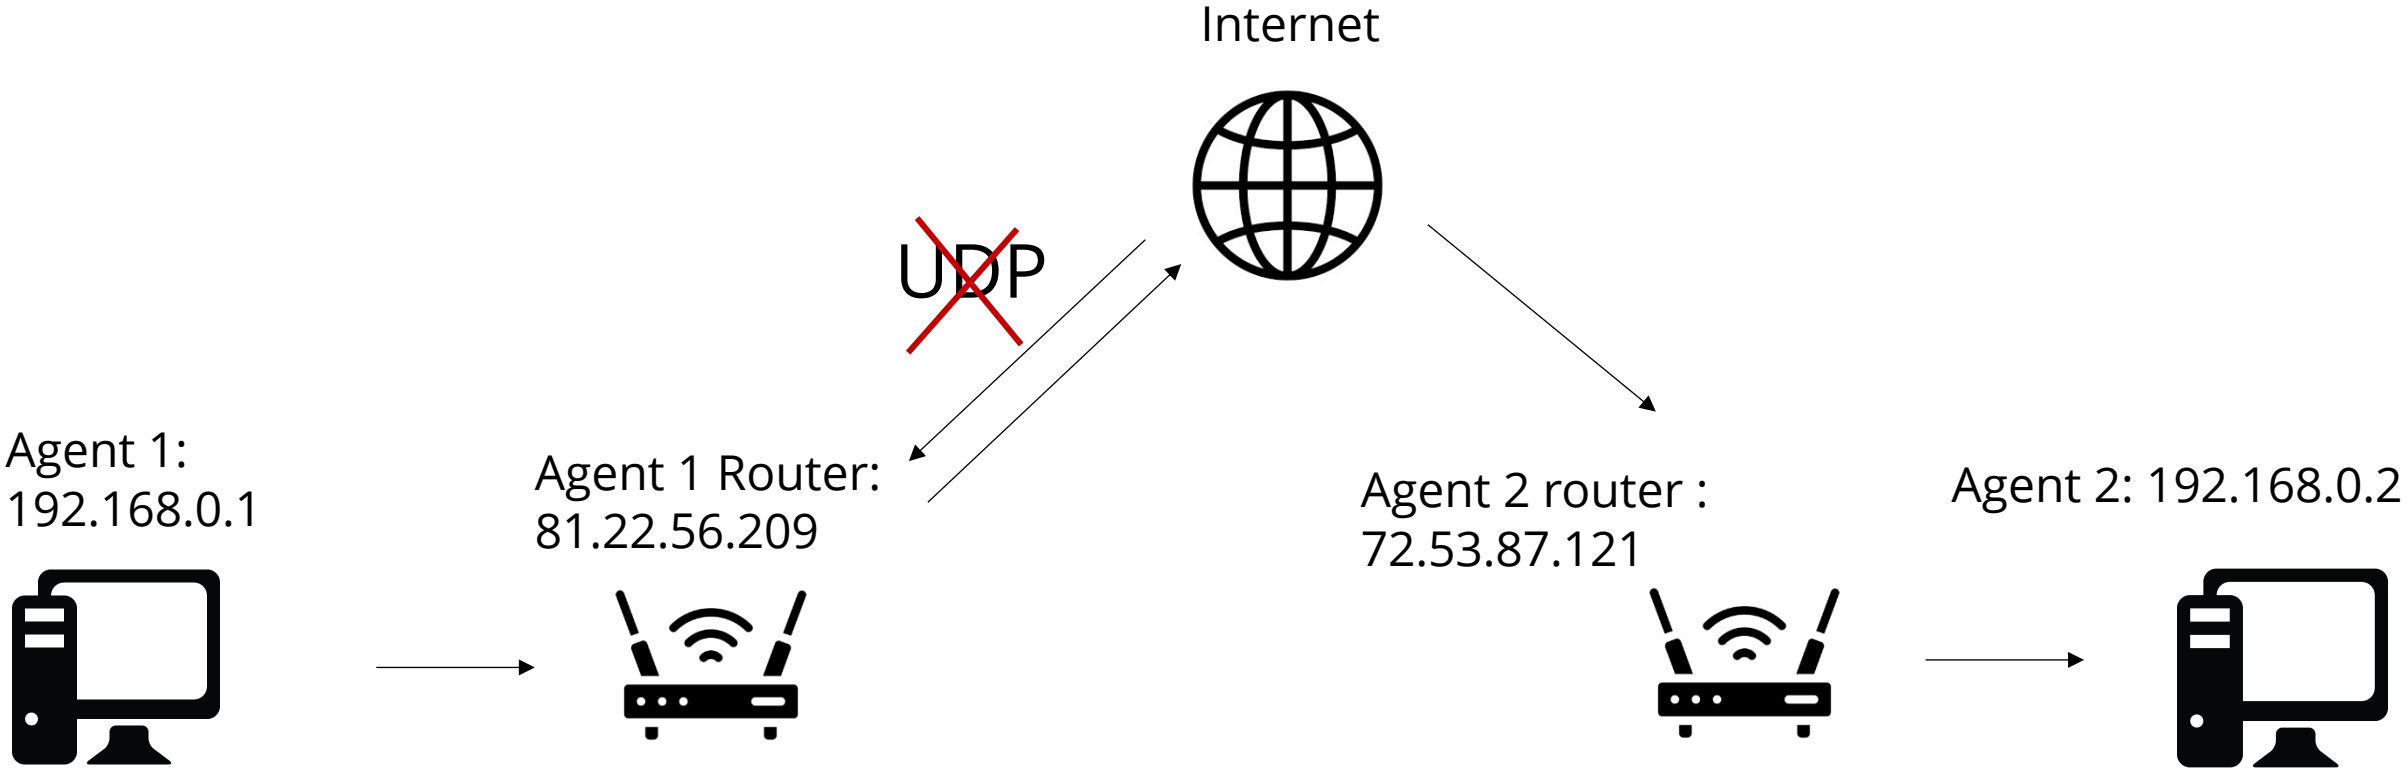 Internet
UDP
Agent 1:
192.168.0.1
Agent 1 Router:
81.22.56.209
Agent 2 router :
72.53.87.121
Agent 2: 192.168.0.2